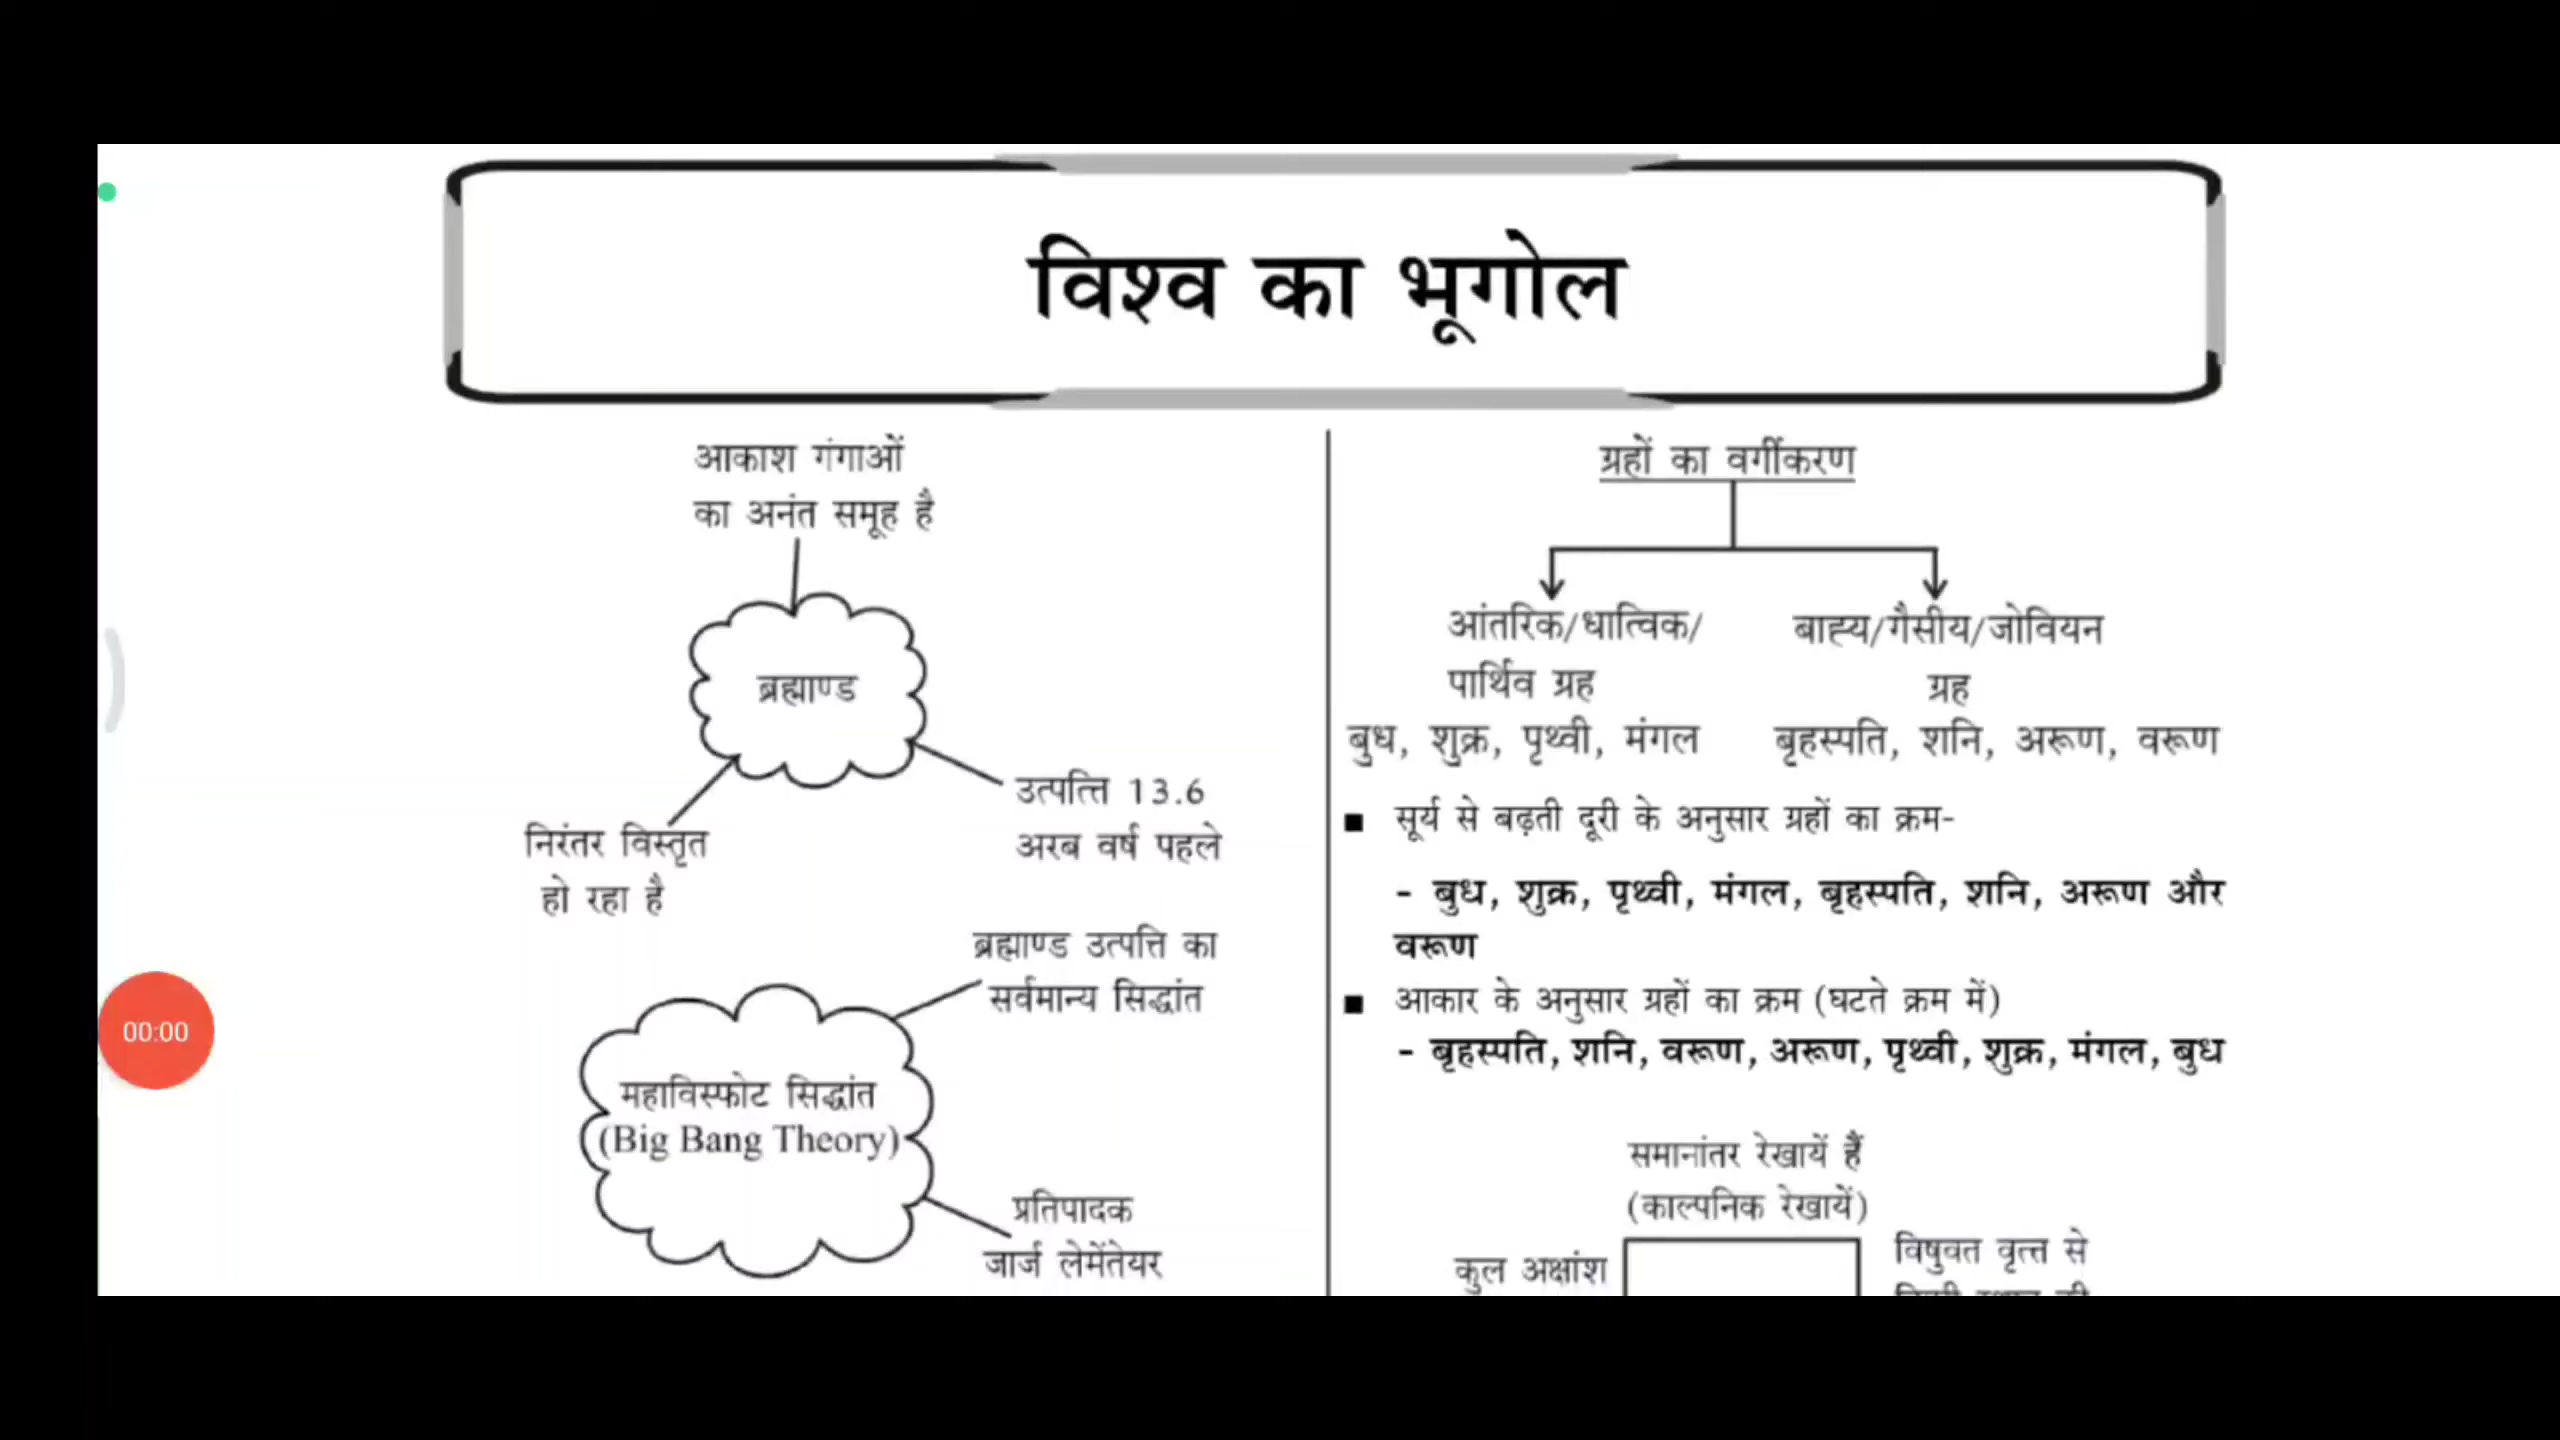 विश्व का भूगोल
आकाश गंगाओं
का अनंत समूह है
ब्रह्माण्ड
उत्पत्ति 13.6
अरब वर्ष पहले
निरंतर विस्तृत
हो रहा है
ब्रह्माण्ड उत्पत्ति का
सर्वमान्य सिद्धांत
महाविस्फोट सिद्धांत
(Big Bang Theory)
प्रतिपादक
जार्ज लेमेंतेयर
ग्रहों का वर्गीकरण
आंतरिक/धात्विक/
पार्थिव ग्रह
बुध, शुक्र, पृथ्वी, मंगल
बाह्य/गैसीय/जोवियन
ग्रह
बृहस्पति, शनि, अरूण, वरूण
■ सूर्य से बढ़ती दूरी के अनुसार ग्रहों का क्रम-
- बुध, शुक्र, पृथ्वी, मंगल, बृहस्पति, शनि, अरूण और
वरूण
■ आकार के अनुसार ग्रहों का क्रम (घटते क्रम में)
- बृहस्पति, शनि, वरूण, अरूण, पृथ्वी, शुक्र, मंगल, बुध
समानांतर रेखायें हैं
(काल्पनिक रेखायें)
कुल अक्षांश
विषुवत वृत्त से
00:00